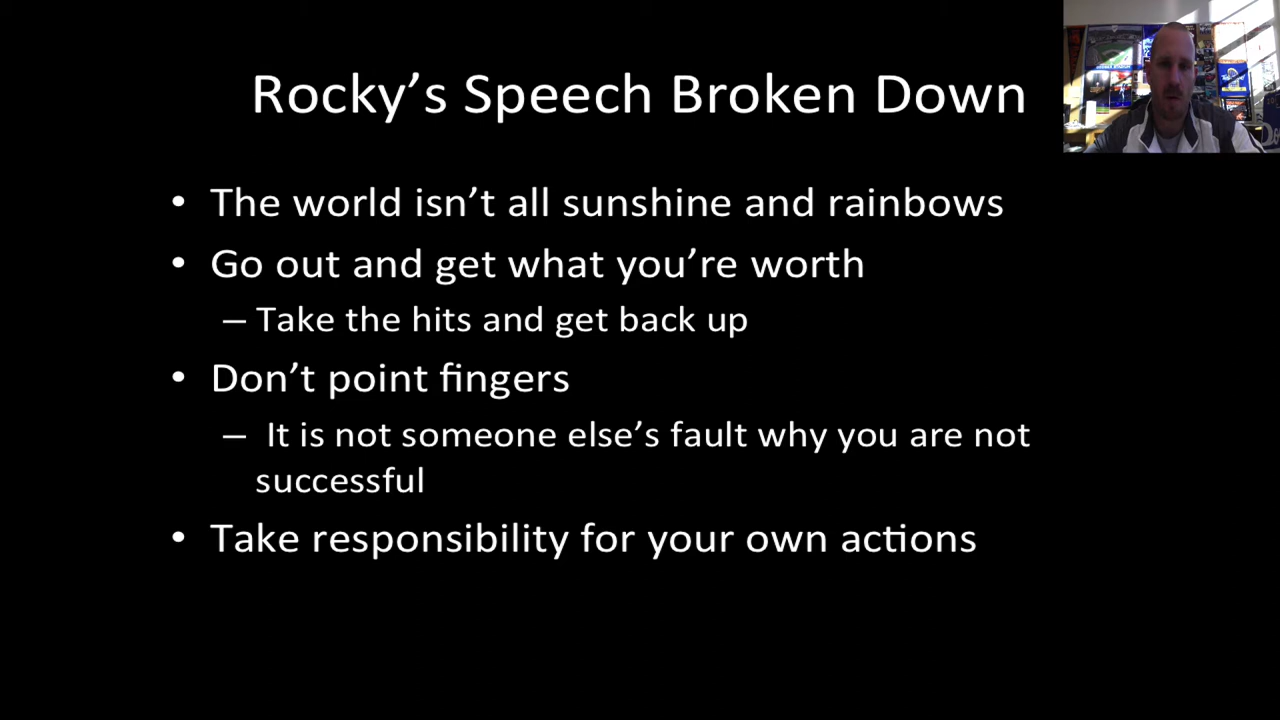 Rocky’s Speech Broken Down
• The world isn’t all sunshine and rainbows
• Go out and get what you’re worth
– Take the hits and get back up
• Don’t point fingers
– It is not someone else’s fault why you are not
successful
• Take responsibility for your own actions